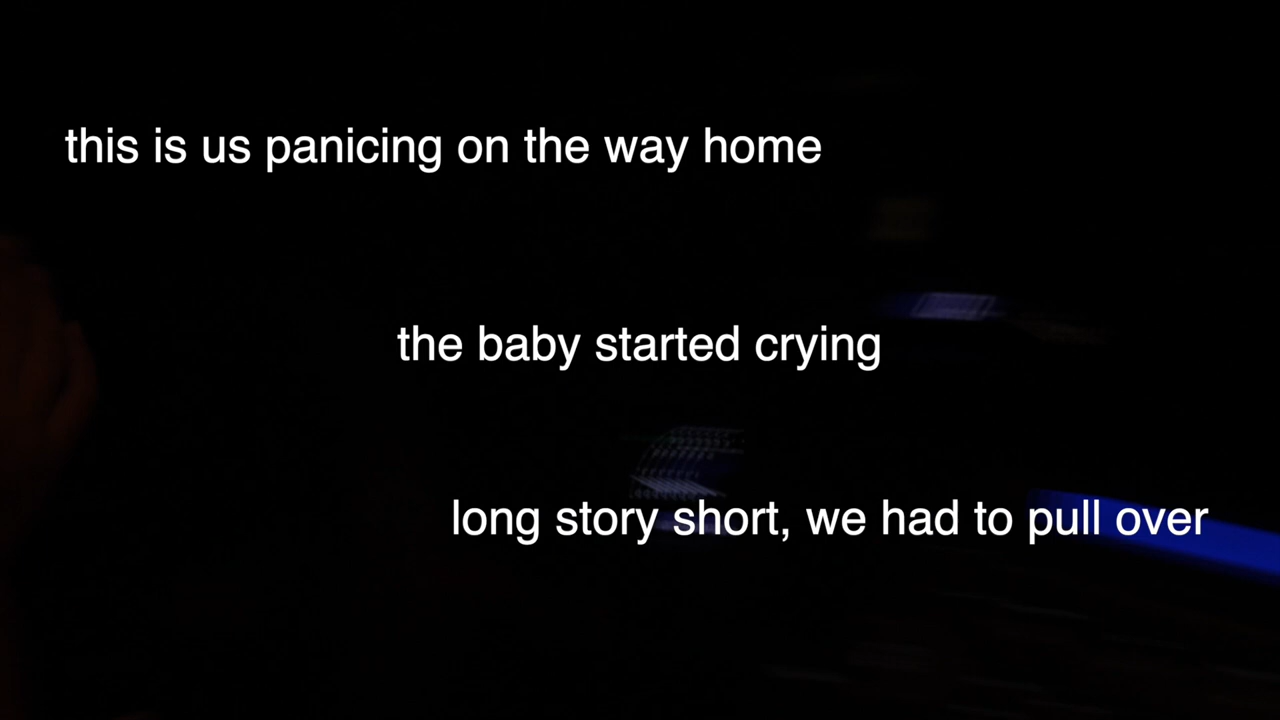 this is us panicing on the way home
the baby started crying
long story short, we had to pull over